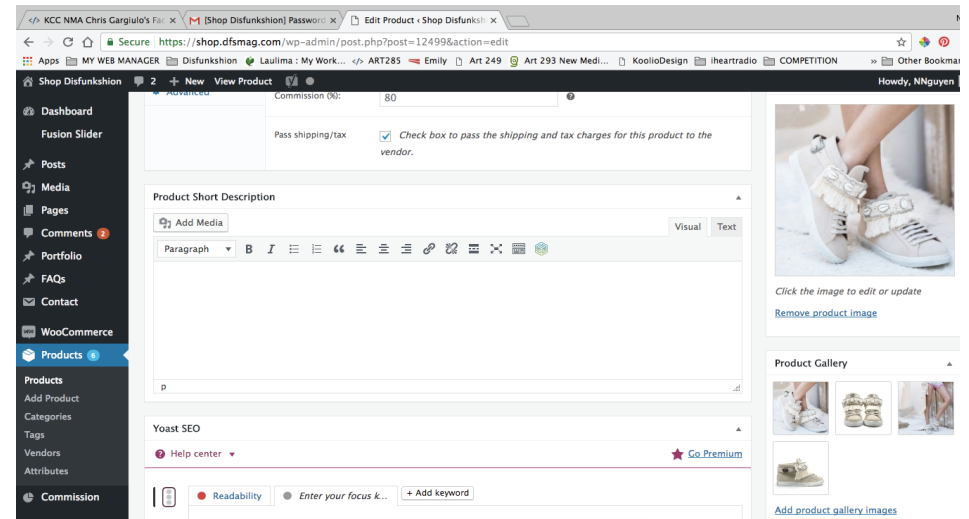 KCC NMA Chris Gargiulo's Fac
[Shop Disfunkshion] Password
Edit Product ‹ Shop Disfunksh
Secure https://shop.dfsmag.com/wp-admin/post.php?post=12499&action=edit
Apps MY WEB MANAGER Disfunkshion Laulima : My Work... </> ART285 Emily Art 249 Art 293 New Medi... KoolioDesign iheartradio COMPETITION » Other Bookmar
Shop Disfunkshion 2 + New View Product Howdy, NNguyen
Dashboard
Fusion Slider
Posts
Media
Pages
Comments 2
Portfolio
FAQs
Contact
WooCommerce
Products 6
Products
Add Product
Categories
Tags
Vendors
Attributes
Commission
Advanced
Commission (%):
80
Pass shipping/tax
Check box to pass the shipping and tax charges for this product to the
vendor.
Product Short Description
Add Media
Visual Text
Paragraph B I
p
Yoast SEO
Help center
Go Premium
Readability
Enter your focus k...
+ Add keyword
Click the image to edit or update
Remove product image
Product Gallery
Add product gallery images